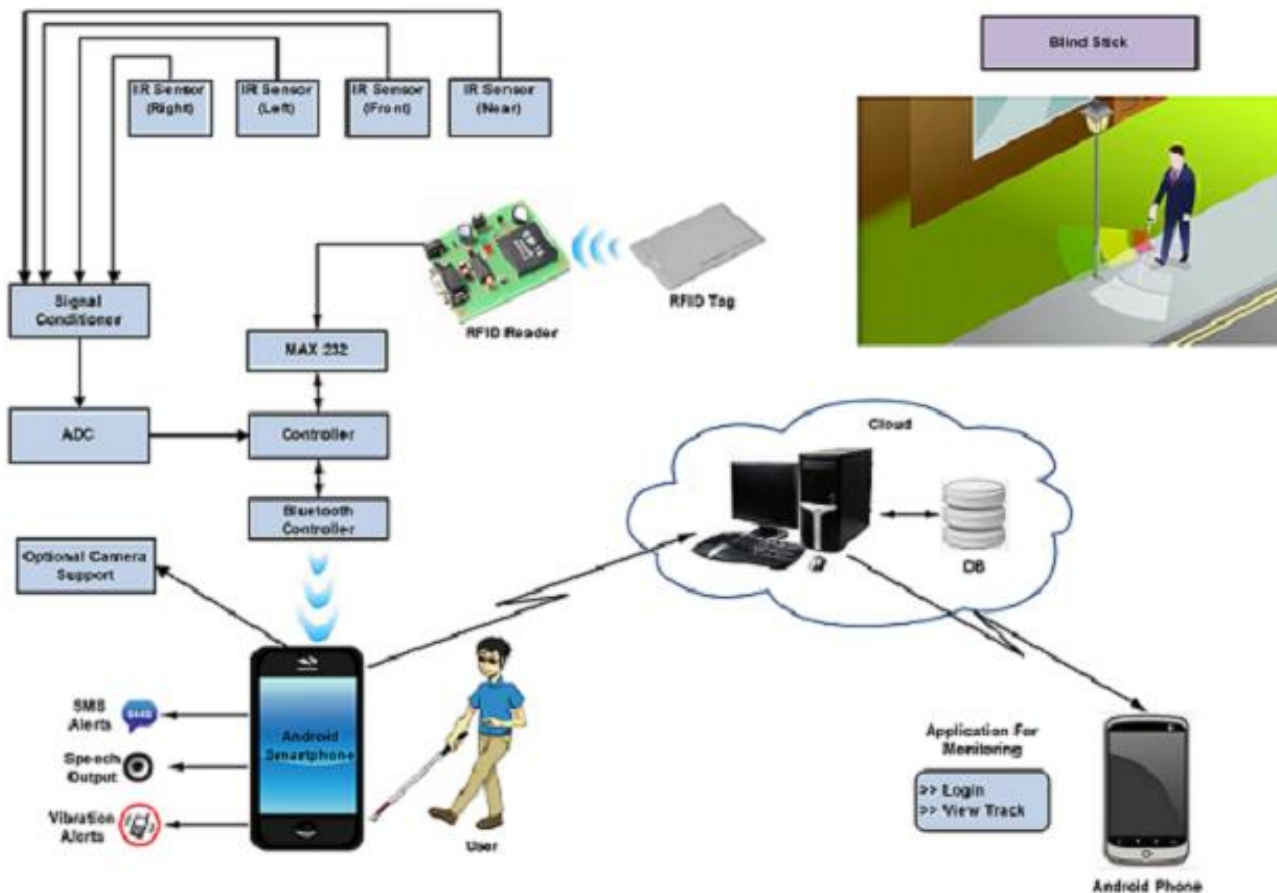 Blind Stick
IR Sensor
(Right)
IR Sensor
(Left)
IR Sensor
(Front)
IR Sensor
(Near)
RFID Reader
RFID Tag
Signal
Conditioner
MAX 232
ADC
Controller
Bluetooth
Controller
Cloud
DB
Optional Camera
Support
Android
Smartphone
SMS
Alerts
Speech
Output
Vibration
Alerts
User
Application For
Monitoring
>> Login
>> View Track
Android Phone